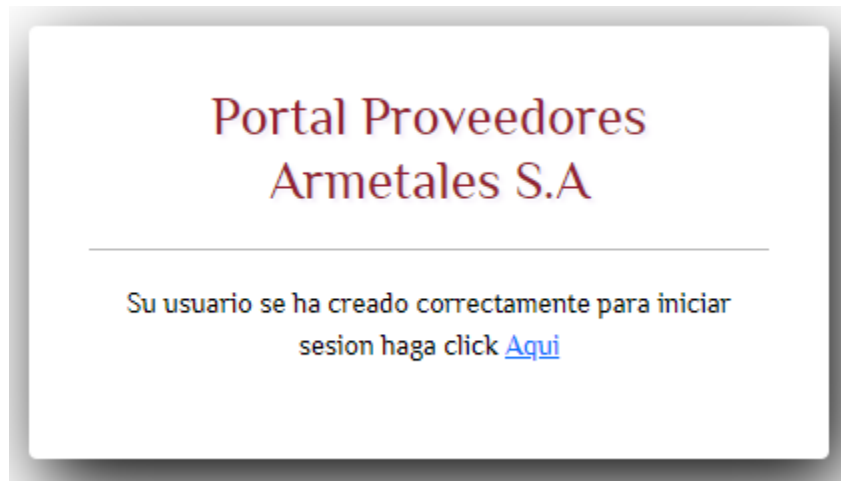 Portal Proveedores
Armetales S.A
Su usuario se ha creado correctamente para iniciar
sesion haga click Aqui